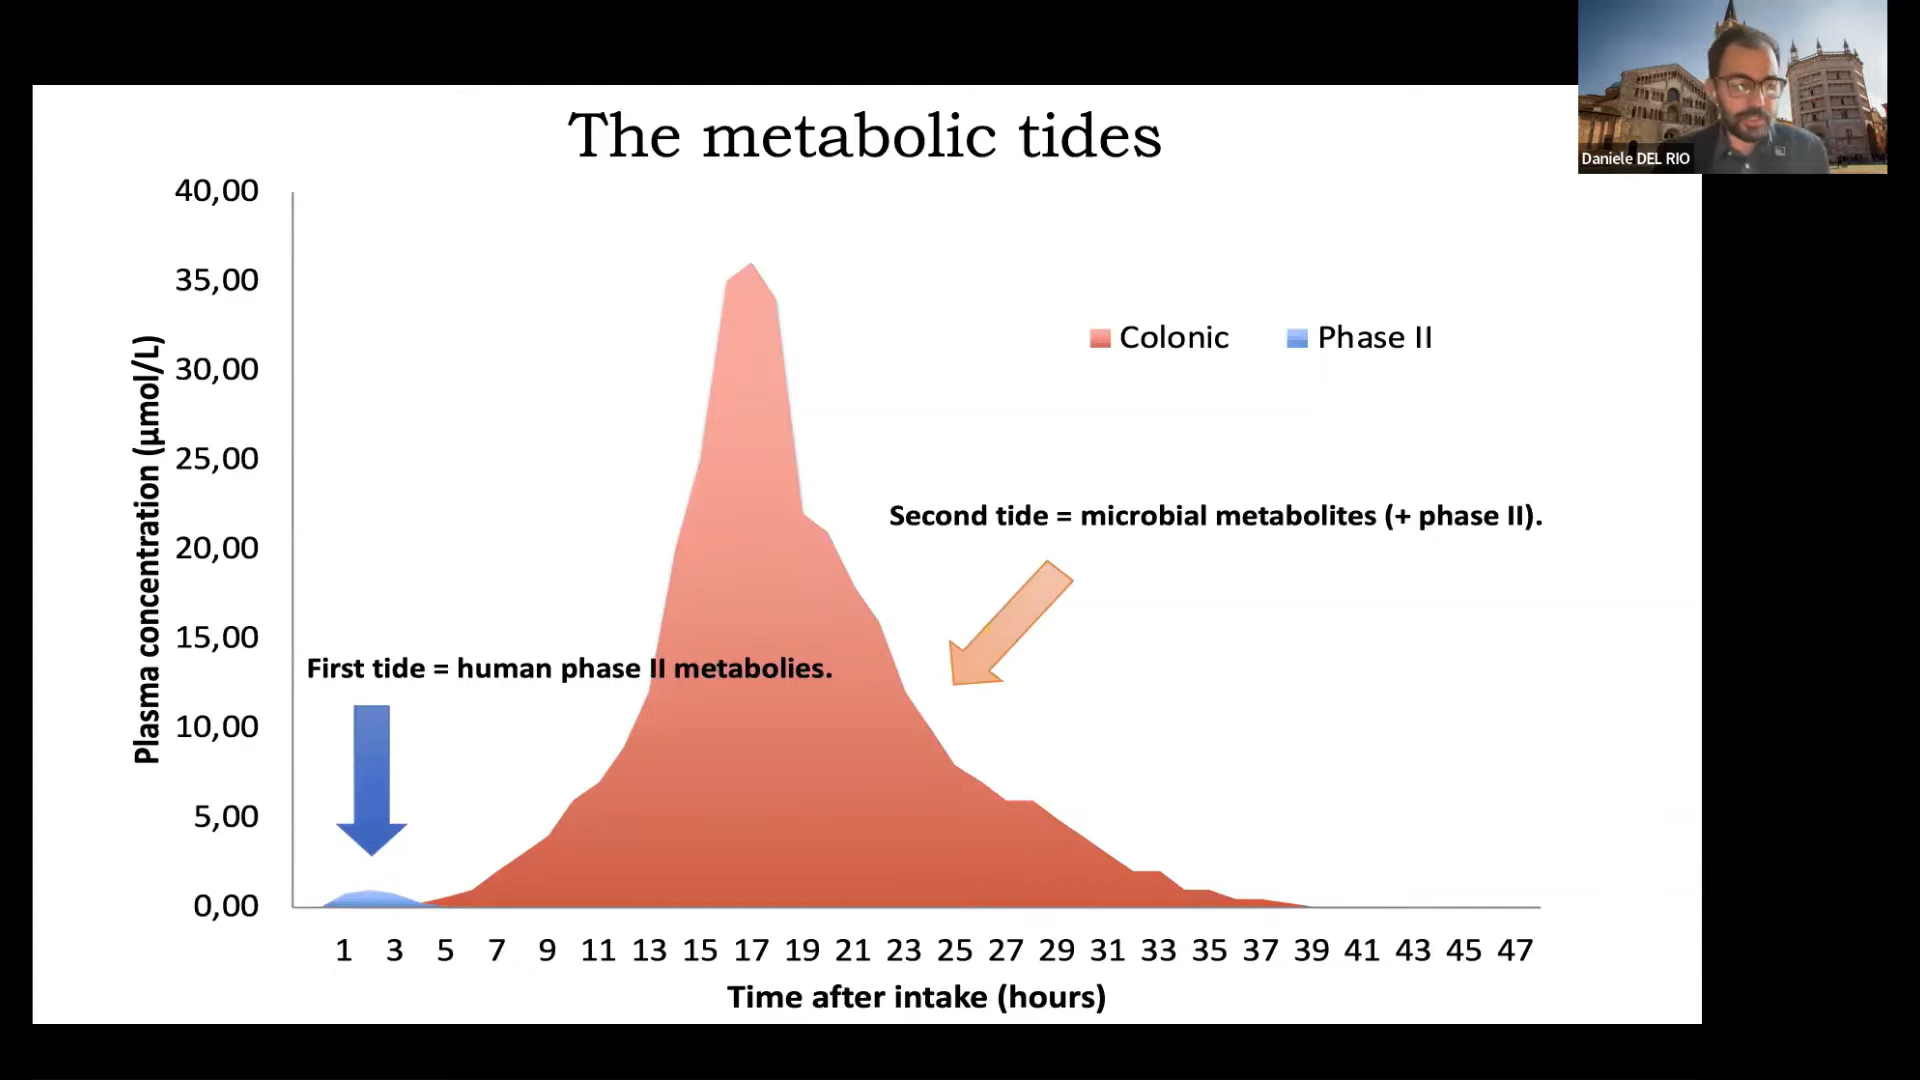 The metabolic tides
Daniele DEL RIO
40,00
35,00
30,00
25,00
20,00
15,00
10,00
5,00
0,00
Plasma concentration (µmol/L)
Colonic
Phase II
Second tide = microbial metabolites (+ phase II).
First tide = human phase II metabolies.
1 3 5 7 9 11 13 15 17 19 21 23 25 27 29 31 33 35 37 39 41 43 45 47
Time after intake (hours)